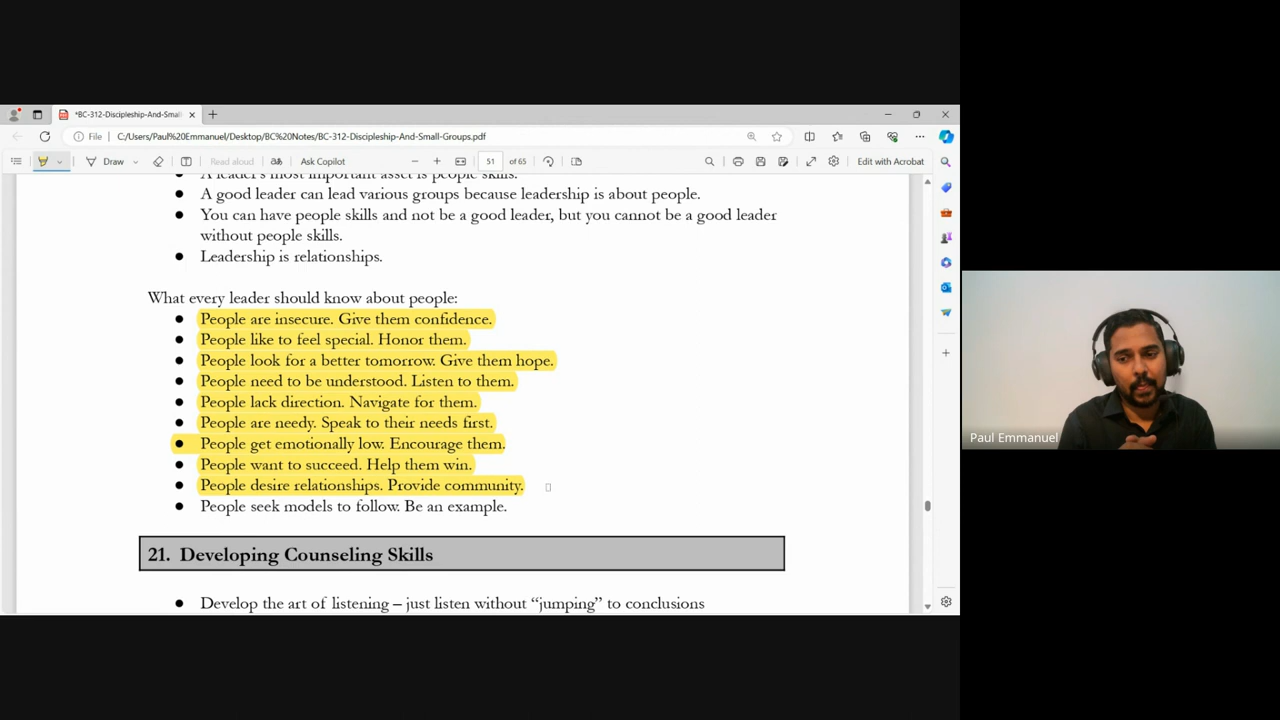 *BC-312-Discipleship-And-Smal
File
C:/Users/Paul%20Emmanuel/Desktop/BC%20Notes/BC-312-Discipleship-And-Small-Groups.pdf
Draw
Read aloud
Ask Copilot
51 of 65
Edit with Acrobat
● A leader's most important asset is people skills.
● A good leader can lead various groups because leadership is about people.
● You can have people skills and not be a good leader, but you cannot be a good leader
without people skills.
● Leadership is relationships.
What every leader should know about people:
● People are insecure. Give them confidence.
● People like to feel special. Honor them.
● People look for a better tomorrow. Give them hope.
● People need to be understood. Listen to them.
● People lack direction. Navigate for them.
● People are needy. Speak to their needs first.
● People get emotionally low. Encourage them.
● People want to succeed. Help them win.
● People desire relationships. Provide community.
● People seek models to follow. Be an example.
21. Developing Counseling Skills
● Develop the art of listening – just listen without “jumping” to conclusions
Paul Emmanuel